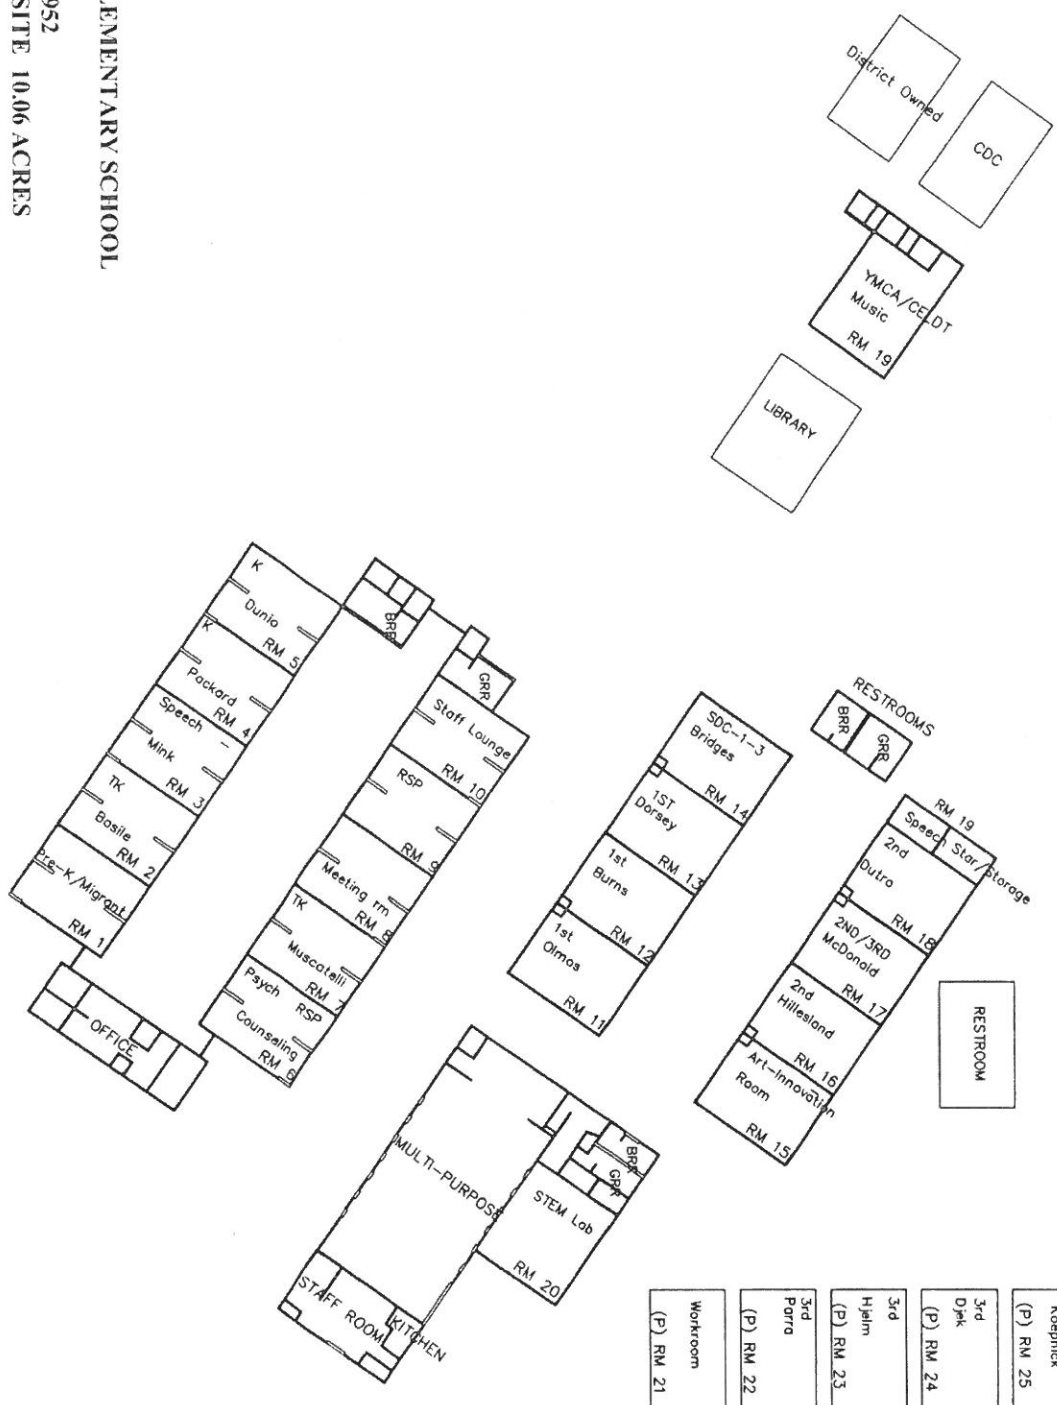 LEMENTARY SCHOOL
952
SITE 10.06 ACRES
District Owned
CDC
YMCA/CELDT
Music
RM 19
LIBRARY
K
Dunio
RM 5
K
Packard
RM 4
Speech
Mink
RM 3
TK
Basile
RM 2
Pre-K/Migrant
RM 1
OFFICE
BRR
GRR
Staff Lounge
RM 10
RSP
RM 9
Meeting rm
RM 8
TK
Muscatelli
RM 7
Psych RSP
Counseling
RM 6
SDC-1-3
Bridges
RM 14
1ST
Dorsey
RM 13
1st
Burns
RM 12
1st
Olmos
RM 11
RESTROOMS
BRR
GRR
RM 19
Speech Star/Storage
2nd
Dutra
RM 18
2ND/3RD
McDonald
RM 17
2nd
Hillesland
RM 16
Art-Innovation
Room
RM 15
RESTROOM
MULTI-PURPOSE
BRR
GRR
STEM Lab
RM 20
STAFF ROOM
KITCHEN
Koephick
(P) RM 25
3rd
Djek
(P) RM 24
3rd
Hjelm
(P) RM 23
3rd
Parra
(P) RM 22
Workroom
(P) RM 21